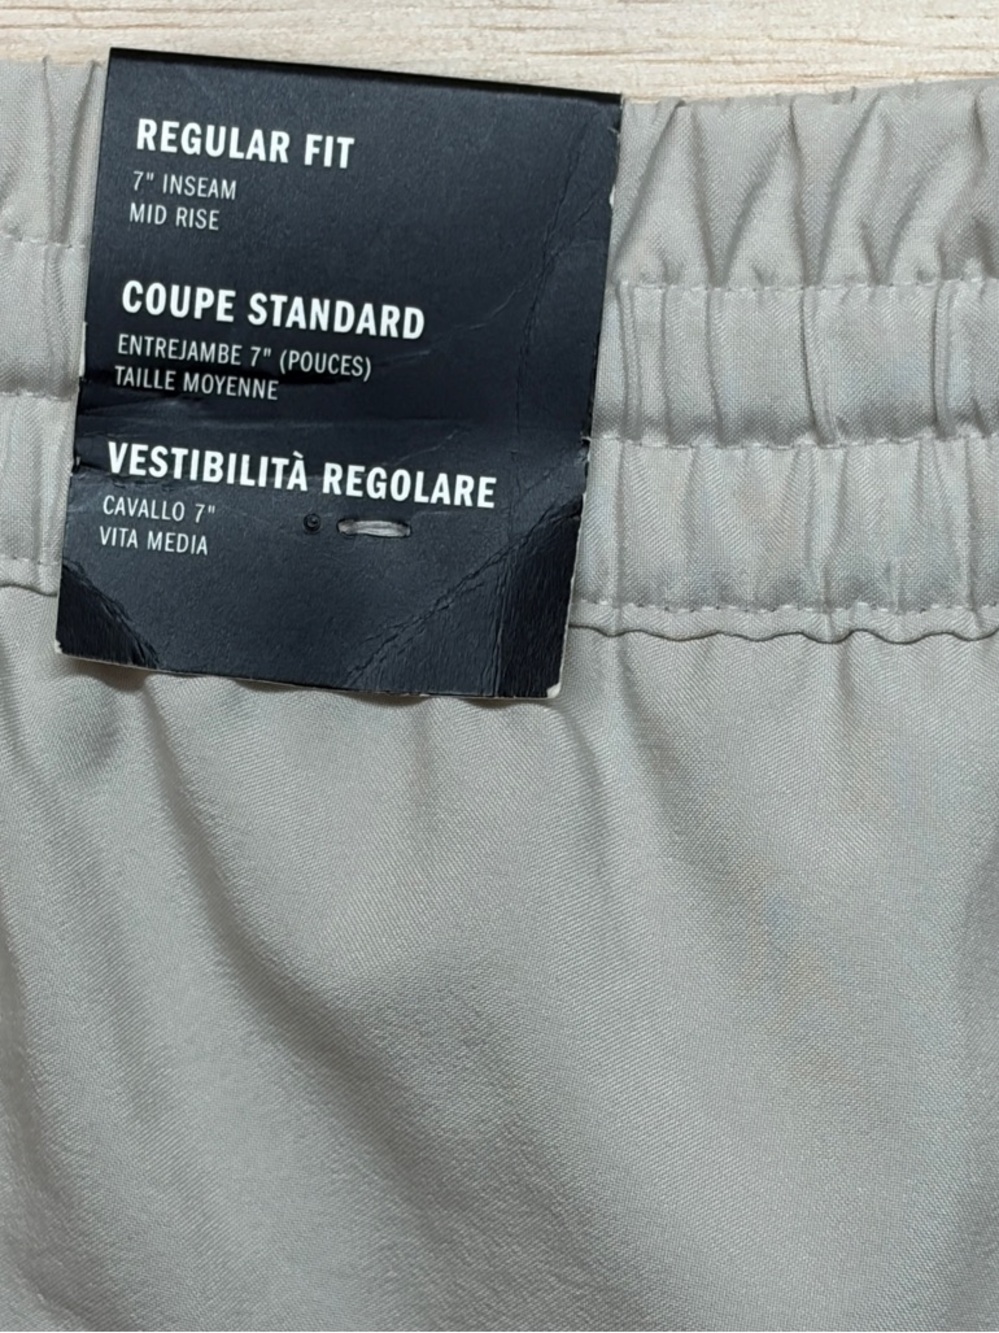 REGULAR FIT
7" INSEAM
MID RISE
COUPE STANDARD
ENTREJAMBE 7" (POUCES)
TAILLE MOYENNE
VESTIBILITÀ REGOLARE
CAVALLO 7"
VITA MEDIA